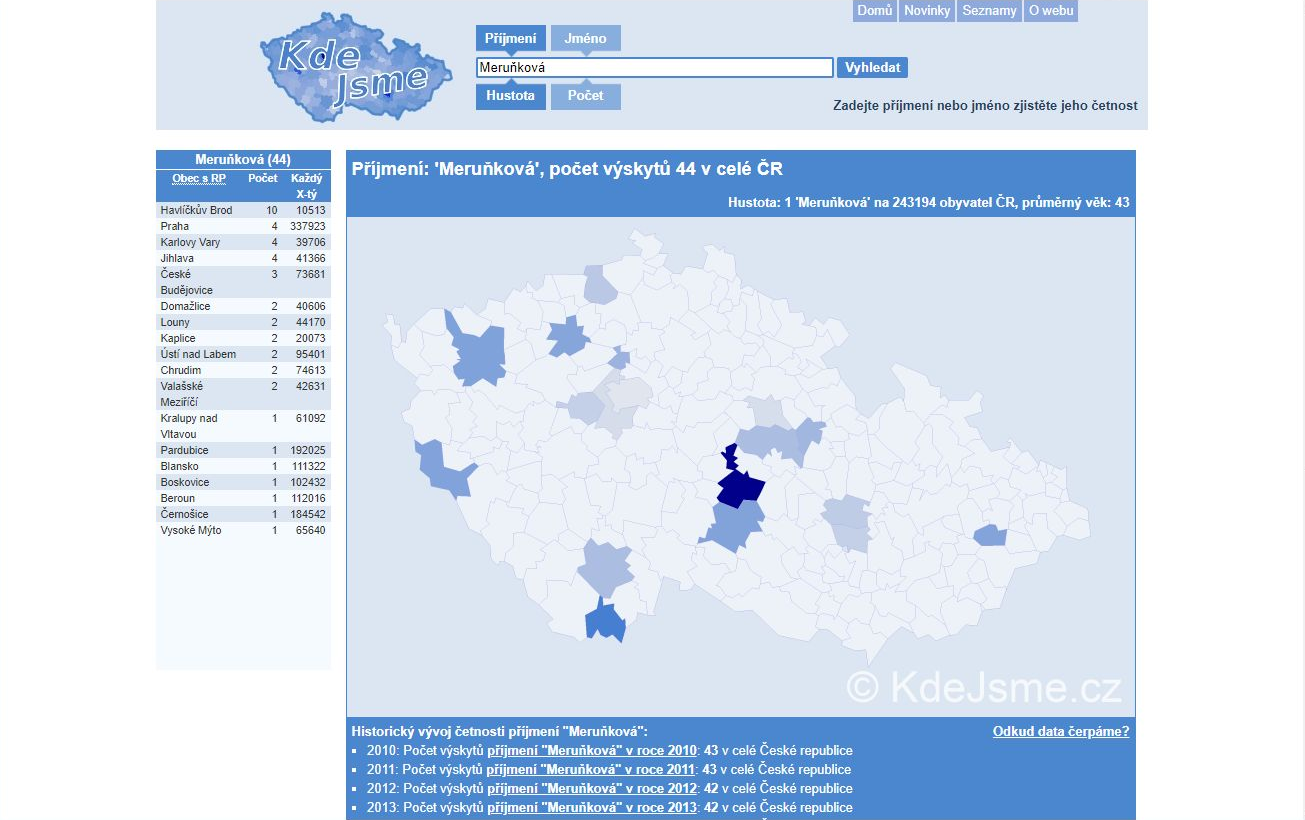 Domů Novinky Seznamy O webu
Kde
Jsme
Příjmení Jméno
Meruňková Vyhledat
Hustota Počet
Zadejte příjmení nebo jméno zjistěte jeho četnost
Meruňková (44)
Obec s RP Počet Každý X-tý
Havlíčkův Brod 10 10513
Praha 4 337923
Karlovy Vary 4 39706
Jihlava 4 41366
České 3 73681
Budějovice
Domažlice 2 40606
Louny 2 44170
Kaplice 2 20073
Ústí nad Labem 2 95401
Chrudim 2 74613
Valašské 2 42631
Meziříčí
Kralupy nad 1 61092
Vltavou
Pardubice 1 192025
Blansko 1 111322
Boskovice 1 102432
Beroun 1 112016
Černošice 1 184542
Vysoké Mýto 1 65640
Příjmení: 'Meruňková', počet výskytů 44 v celé ČR
Hustota: 1 'Meruňková' na 243194 obyvatel ČR, průměrný věk: 43
© KdeJsme.cz
Historický vývoj četnosti příjmení "Meruňková": Odkud data čerpáme?
2010: Počet výskytů příjmení "Meruňková" v roce 2010: 43 v celé České republice
2011: Počet výskytů příjmení "Meruňková" v roce 2011: 43 v celé České republice
2012: Počet výskytů příjmení "Meruňková" v roce 2012: 42 v celé České republice
2013: Počet výskytů příjmení "Meruňková" v roce 2013: 42 v celé České republice